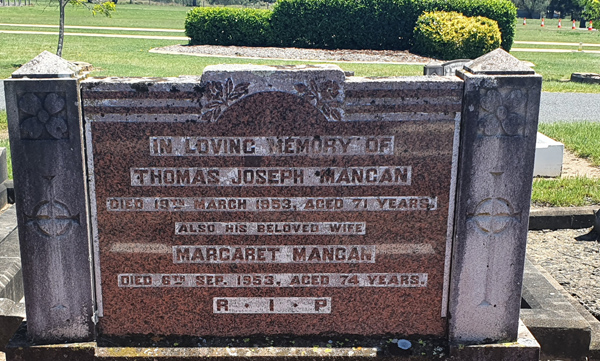 IN LOVING MEMORY OF
THOMAS JOSEPH MANGAN
DIED 19TH MARCH 1953, AGED 71 YEARS,
ALSO HIS BELOVED WIFE
MARGARET MANGAN
DIED 6TH SEP. 1953, AGED 74 YEARS.
R · I · P